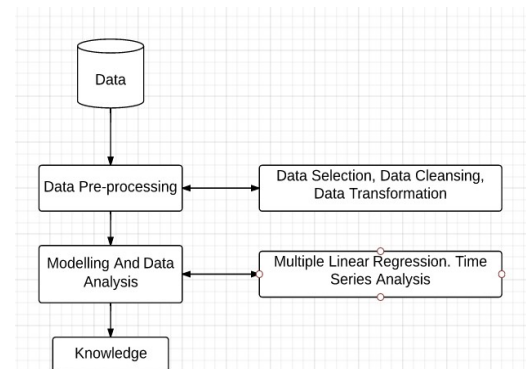 Data
Data Pre-processing
Data Selection, Data Cleansing,
Data Transformation
Modelling And Data
Analysis
Multiple Linear Regression. Time
Series Analysis
Knowledge